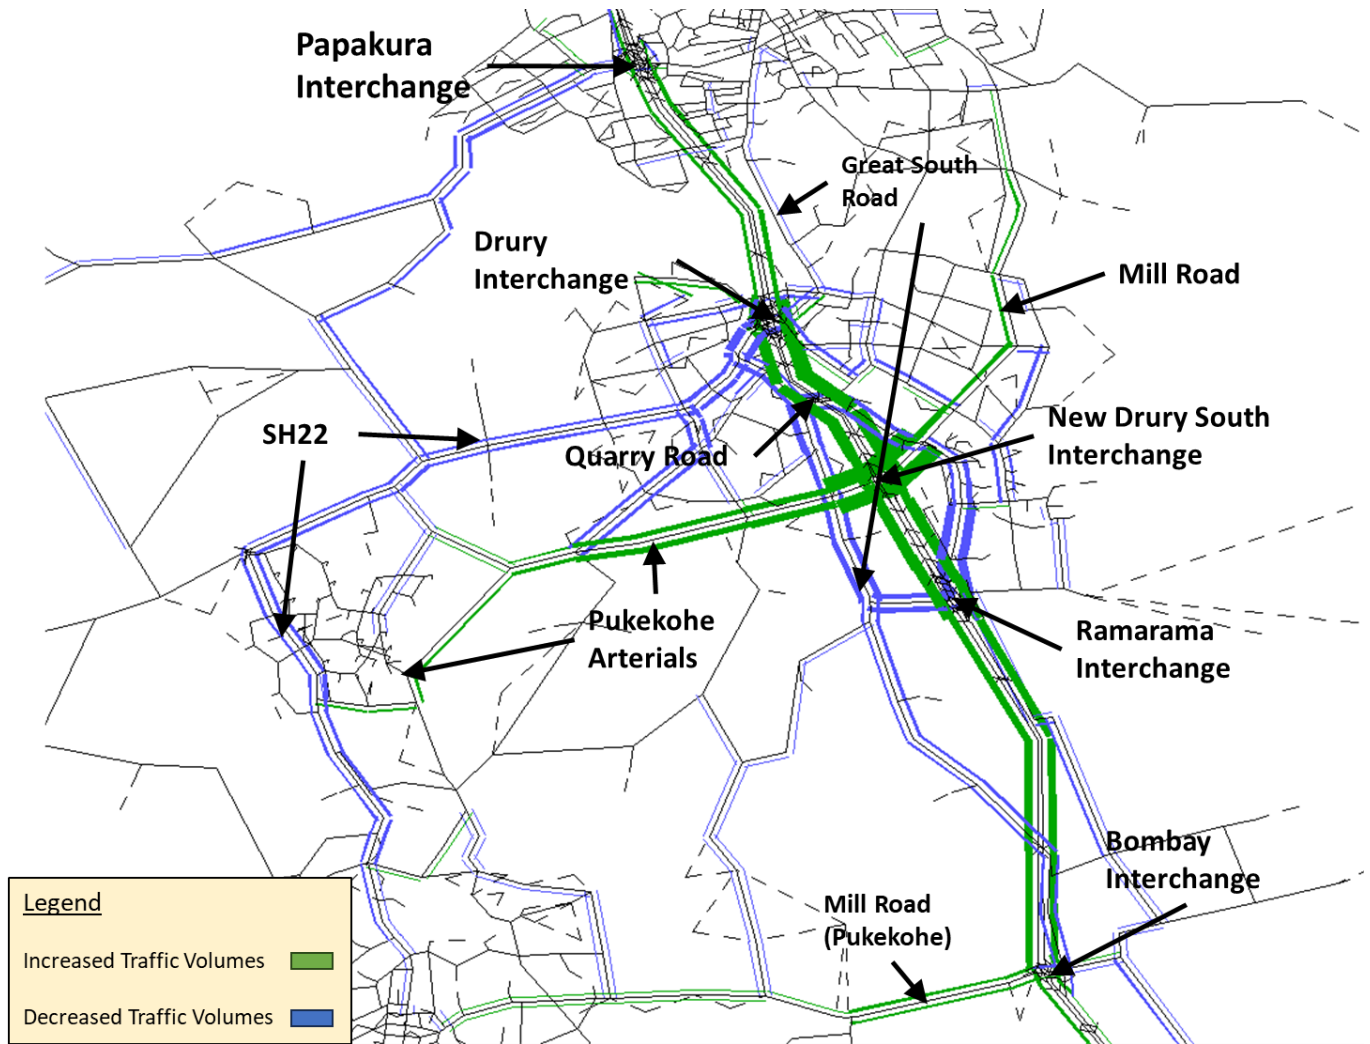 Papakura
Interchange
Great South
Road
Drury
Interchange
Mill Road
SH22
Quarry Road
New Drury South
Interchange
Pukekohe
Arterials
Ramarama
Interchange
Bombay
Interchange
Mill Road
(Pukekohe)
Legend
Increased Traffic Volumes
Decreased Traffic Volumes